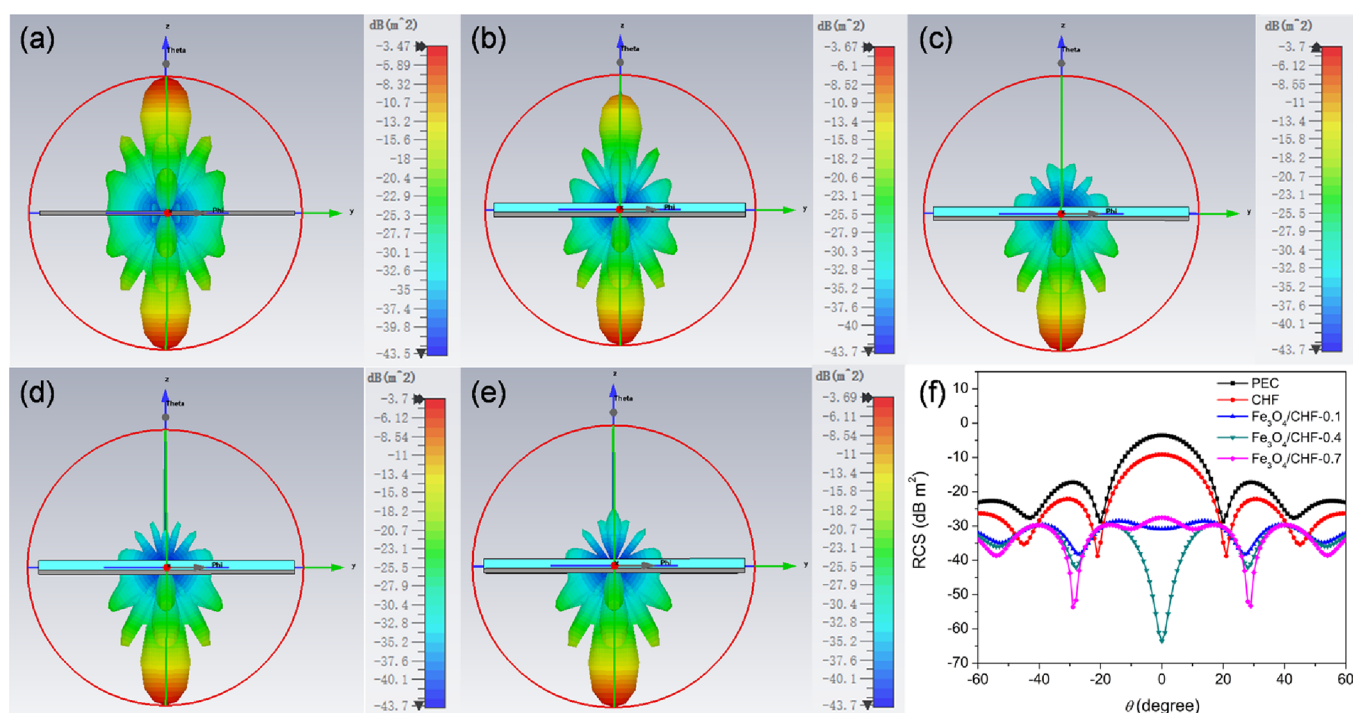 (a)
z
Theta
Phi
y
dB(m^2)
-3.47
-5.89
-8.32
-10.7
-13.2
-15.6
-18
-20.4
-22.9
-25.3
-27.7
-30.1
-32.6
-35
-37.4
-39.8
-43.5
(b)
z
Theta
Phi
y
dB(m^2)
-3.67
-6.1
-8.52
-11
-13.4
-15.8
-18.2
-20.7
-23.1
-25.5
-27.9
-30.4
-32.8
-35.2
-37.6
-40
-43.7
(c)
z
Theta
Phi
y
dB(m^2)
-3.7
-6.12
-8.55
-11
-13.4
-15.8
-18.2
-20.7
-23.1
-25.5
-27.9
-30.4
-32.8
-35.2
-37.6
-40.1
-43.7
(d)
z
Theta
Phi
y
dB(m^2)
-3.7
-6.12
-8.54
-11
-13.4
-15.8
-18.2
-20.7
-23.1
-25.5
-27.9
-30.4
-32.8
-35.2
-37.6
-40.1
-43.7
(e)
z
Theta
Phi
y
dB(m^2)
-3.69
-6.12
-8.54
-11
-13.4
-15.8
-18.2
-20.7
-23.1
-25.5
-27.9
-30.4
-32.8
-35.2
-37.6
-40.1
-43.7
(f)
PEC
CHF
Fe₃O₄/CHF-0.1
Fe₃O₄/CHF-0.4
Fe₃O₄/CHF-0.7
RCS (dB m²)
10
0
-10
-20
-30
-40
-50
-60
-70
-60 -40 -20 0 20 40 60
θ (degree)